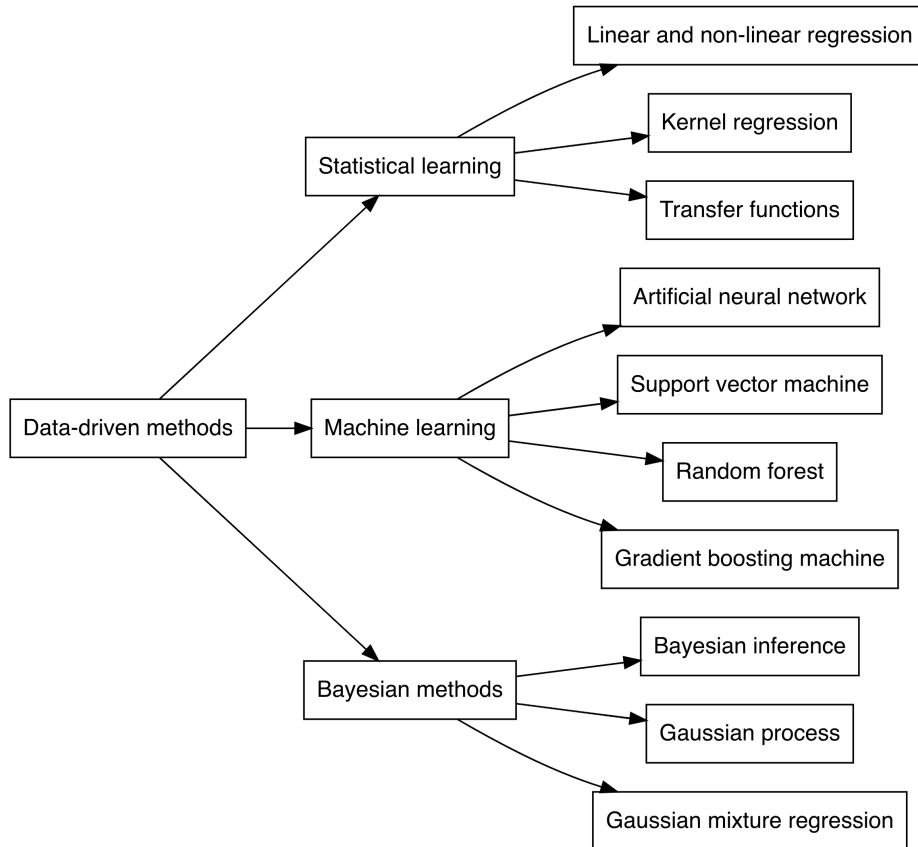 Linear and non-linear regression
Kernel regression
Statistical learning
Transfer functions
Artificial neural network
Support vector machine
Data-driven methods
Machine learning
Random forest
Gradient boosting machine
Bayesian inference
Bayesian methods
Gaussian process
Gaussian mixture regression